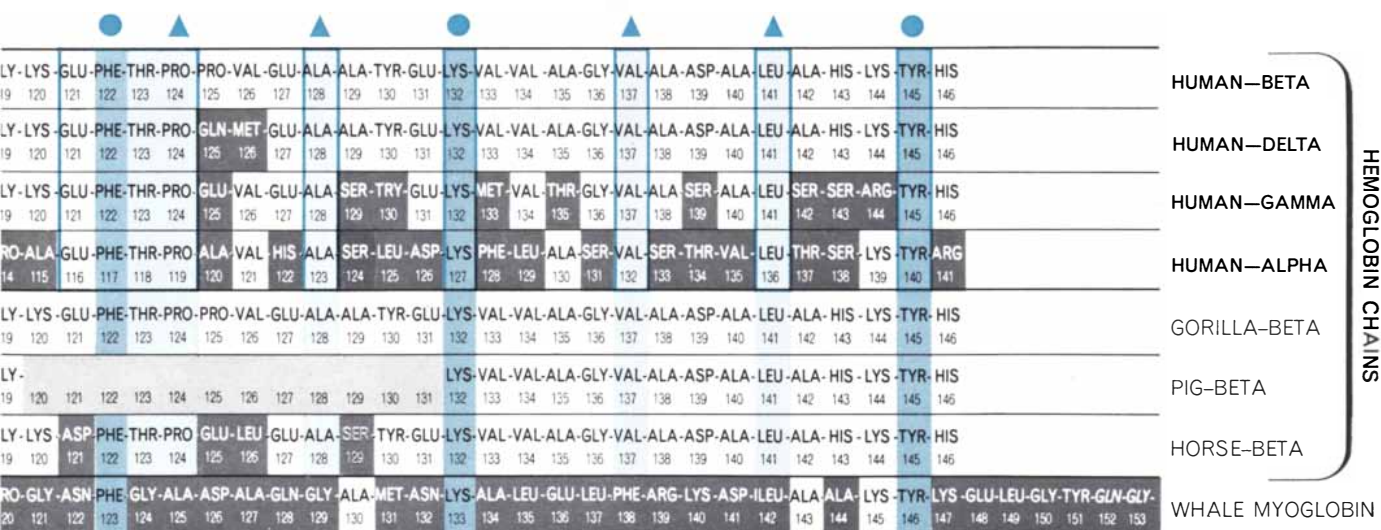 LY-LYS-GLU-PHE-THR-PRO-PRO-VAL-GLU-ALA-ALA-TYR-GLU-LYS-VAL-VAL-ALA-GLY-VAL-ALA-ASP-ALA-LEU-ALA-HIS-LYS-TYR-HIS HUMAN—BETA
19 120 121 122 123 124 125 126 127 128 129 130 131 132 133 134 135 136 137 138 139 140 141 142 143 144 145 146
LY-LYS-GLU-PHE-THR-PRO-GLN-MET-GLU-ALA-ALA-TYR-GLU-LYS-VAL-VAL-ALA-GLY-VAL-ALA-ASP-ALA-LEU-ALA-HIS-LYS-TYR-HIS HUMAN—DELTA
19 120 121 122 123 124 125 126 127 128 129 130 131 132 133 134 135 136 137 138 139 140 141 142 143 144 145 146
LY-LYS-GLU-PHE-THR-PRO-GLU-VAL-GLU-ALA-SER-TRY-GLU-LYS-MET-VAL-THR-GLY-VAL-ALA-SER-ALA-LEU-SER-SER-ARG-TYR-HIS HUMAN—GAMMA
19 120 121 122 123 124 125 126 127 128 129 130 131 132 133 134 135 136 137 138 139 140 141 142 143 144 145 146
RO-ALA-GLU-PHE-THR-PRO-ALA-VAL-HIS-ALA-SER-LEU-ASP-LYS-PHE-LEU-ALA-SER-VAL-SER-THR-VAL-LEU-THR-SER-LYS-TYR-ARG HUMAN—ALPHA
14 115 116 117 118 119 120 121 122 123 124 125 126 127 128 129 130 131 132 133 134 135 136 137 138 139 140 141
LY-LYS-GLU-PHE-THR-PRO-PRO-VAL-GLU-ALA-ALA-TYR-GLU-LYS-VAL-VAL-ALA-GLY-VAL-ALA-ASP-ALA-LEU-ALA-HIS-LYS-TYR-HIS GORILLA–BETA
19 120 121 122 123 124 125 126 127 128 129 130 131 132 133 134 135 136 137 138 139 140 141 142 143 144 145 146
LY- LYS-VAL-VAL-ALA-GLY-VAL-ALA-ASP-ALA-LEU-ALA-HIS-LYS-TYR-HIS PIG–BETA
19 120 121 122 123 124 125 126 127 128 129 130 131 132 133 134 135 136 137 138 139 140 141 142 143 144 145 146
LY-LYS-ASP-PHE-THR-PRO-GLU-LEU-GLU-ALA-SER-TYR-GLU-LYS-VAL-VAL-ALA-GLY-VAL-ALA-ASP-ALA-LEU-ALA-HIS-LYS-TYR-HIS HORSE–BETA
19 120 121 122 123 124 125 126 127 128 129 130 131 132 133 134 135 136 137 138 139 140 141 142 143 144 145 146
RO-GLY-ASN-PHE-GLY-ALA-ASP-ALA-GLN-GLY-ALA-MET-ASN-LYS-ALA-LEU-GLU-LEU-PHE-ARG-LYS-ASP-ILEU-ALA-ALA-LYS-TYR-LYS-GLU-LEU-GLY-TYR-GLN-GLY- WHALE MYOGLOBIN
20 121 122 123 124 125 126 127 128 129 130 131 132 133 134 135 136 137 138 139 140 141 142 143 144 145 146 147 148 149 150 151 152 153
HEMOGLOBIN CHAINS